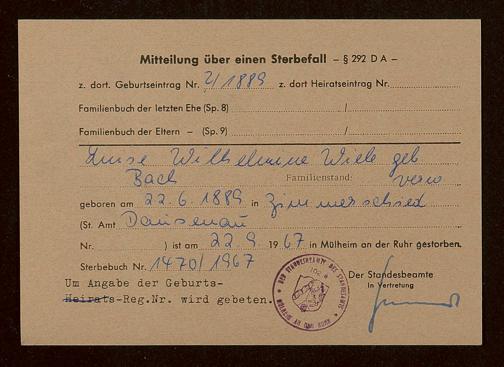 Mitteilung über einen Sterbefall – § 292 D A –
z. dort. Geburtseintrag Nr. 2/1889 z. dort Heiratseintrag Nr.
Familienbuch der letzten Ehe (Sp. 8) /
Familienbuch der Eltern – (Sp. 9) /
Luise Wilhelmine Wiele geb
Bach Familienstand: verw
geboren am 22.6.1889 in Zimmerschied
(St. Amt Dausenau
Nr. ) ist am 22.9 1967 in Mülheim an der Ruhr gestorben.
Sterbebuch Nr. 1470/1967
Um Angabe der Geburts-
Heirats-Reg.Nr. wird gebeten.
Der Standesbeamte
In Vertretung